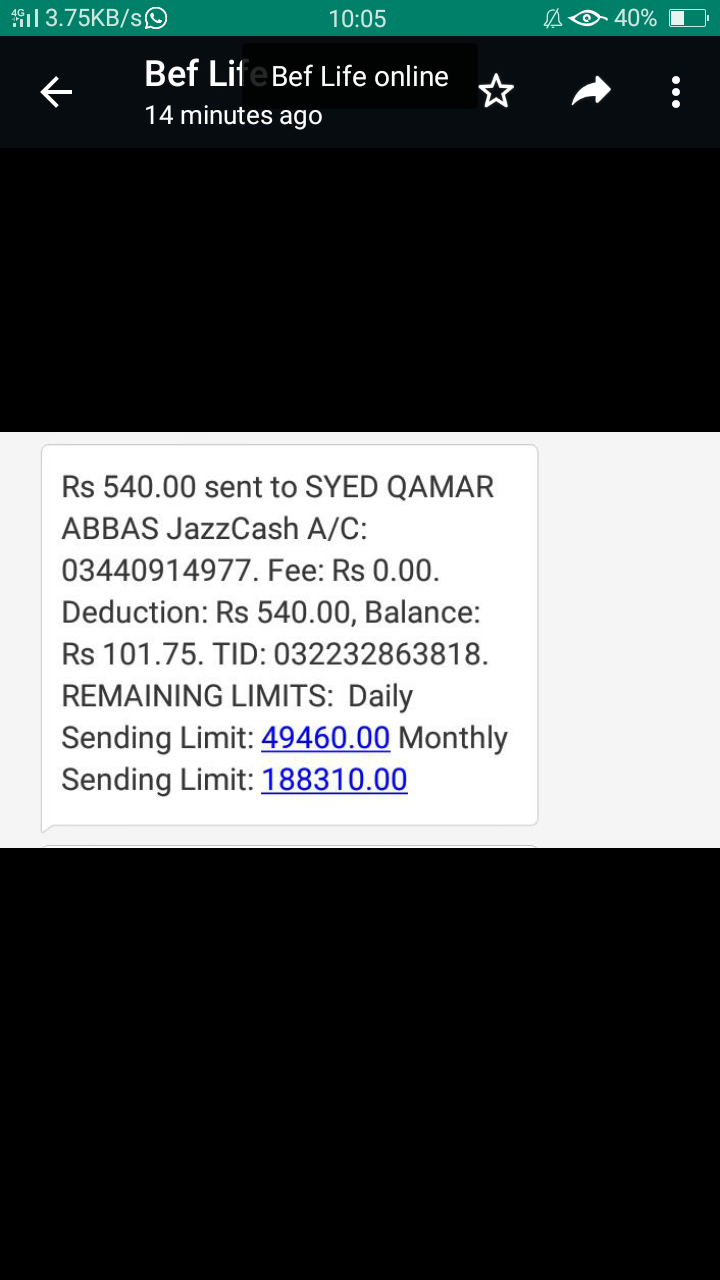 4G 3.75KB/s 10:05 40%
Bef Life Bef Life online
14 minutes ago
Rs 540.00 sent to SYED QAMAR
ABBAS JazzCash A/C:
03440914977. Fee: Rs 0.00.
Deduction: Rs 540.00, Balance:
Rs 101.75. TID: 032232863818.
REMAINING LIMITS:  Daily
Sending Limit: 49460.00 Monthly
Sending Limit: 188310.00